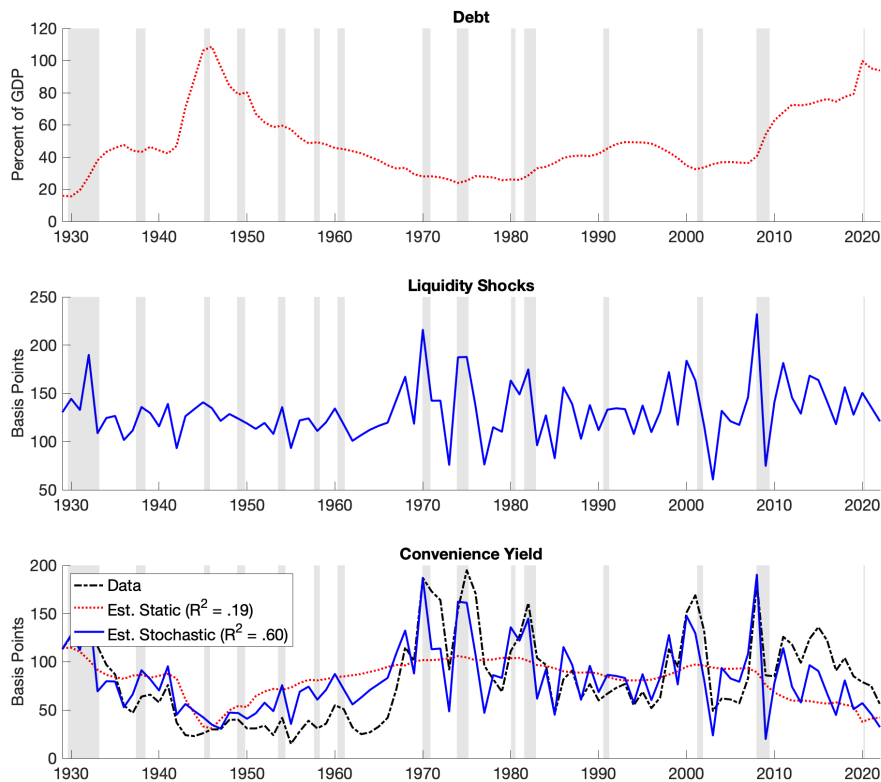 Debt
Percent of GDP
120
100
80
60
40
20
0
1930 1940 1950 1960 1970 1980 1990 2000 2010 2020
Liquidity Shocks
Basis Points
250
200
150
100
50
1930 1940 1950 1960 1970 1980 1990 2000 2010 2020
Convenience Yield
Basis Points
200
150
100
50
0
Data
Est. Static (R² = .19)
Est. Stochastic (R² = .60)
1930 1940 1950 1960 1970 1980 1990 2000 2010 2020